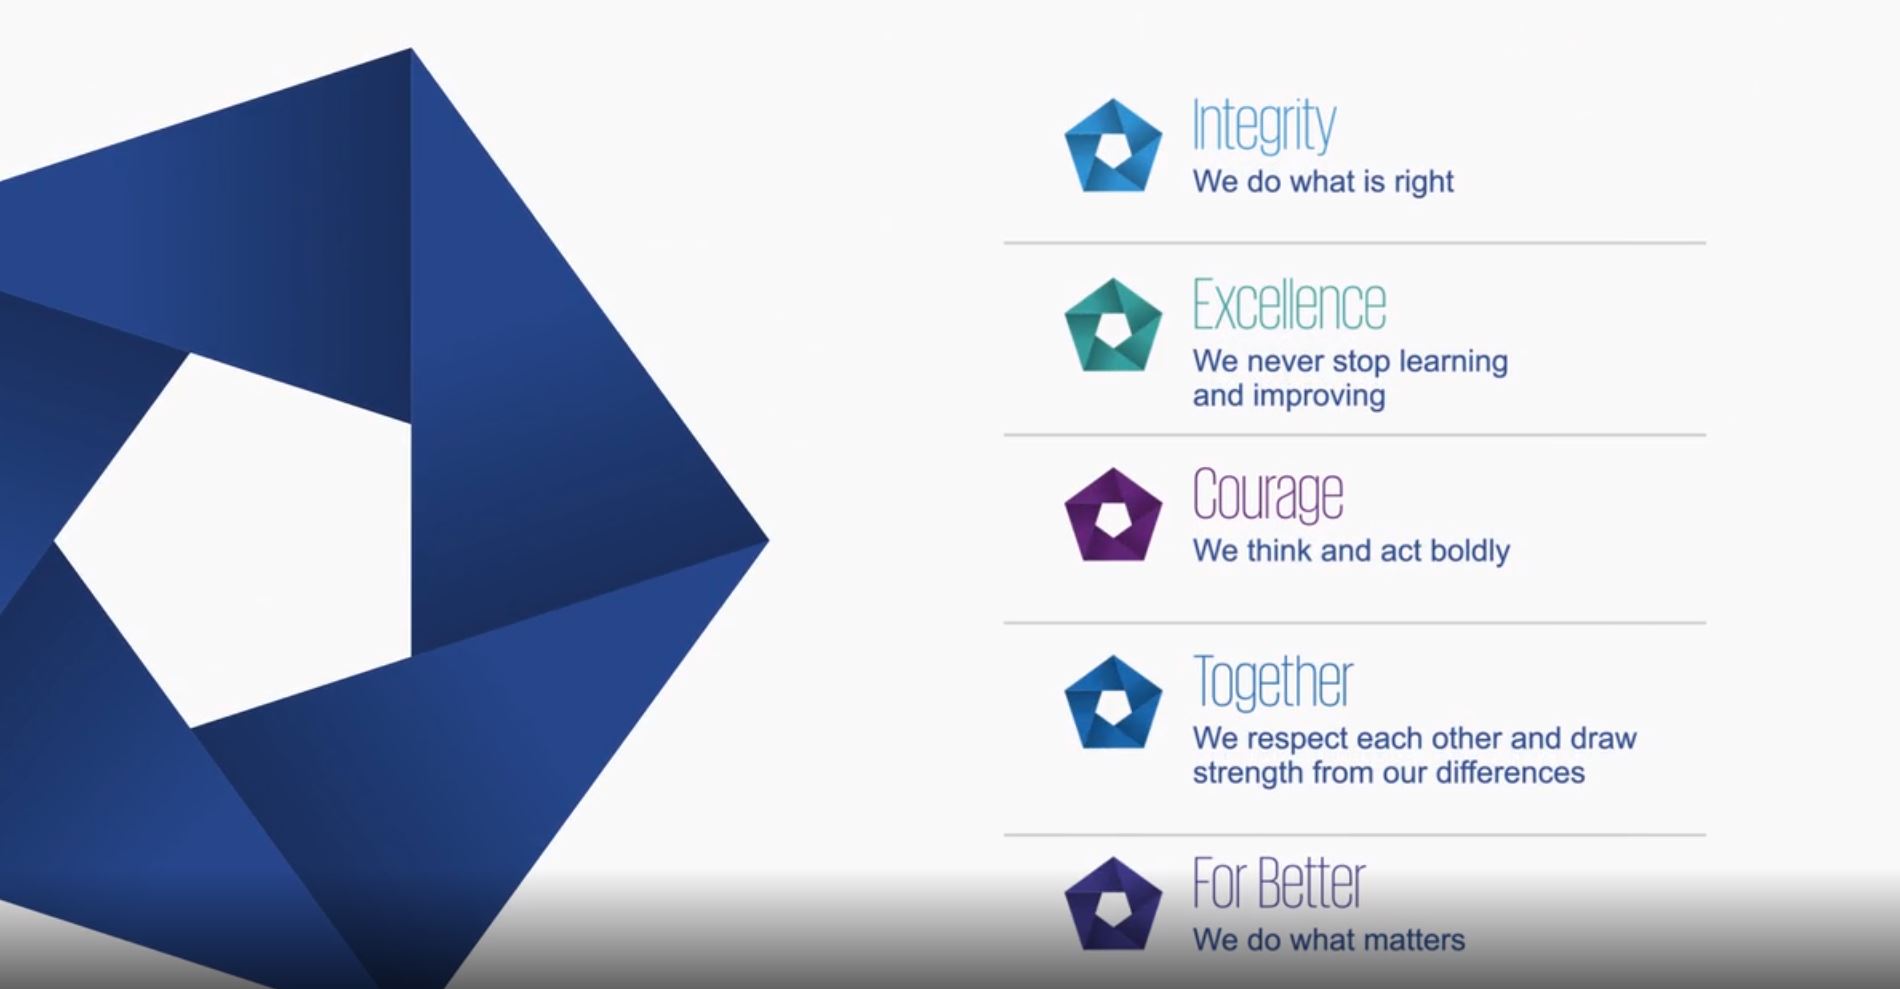 Integrity
We do what is right
Excellence
We never stop learning
and improving
Courage
We think and act boldly
Together
We respect each other and draw
strength from our differences
For Better
We do what matters